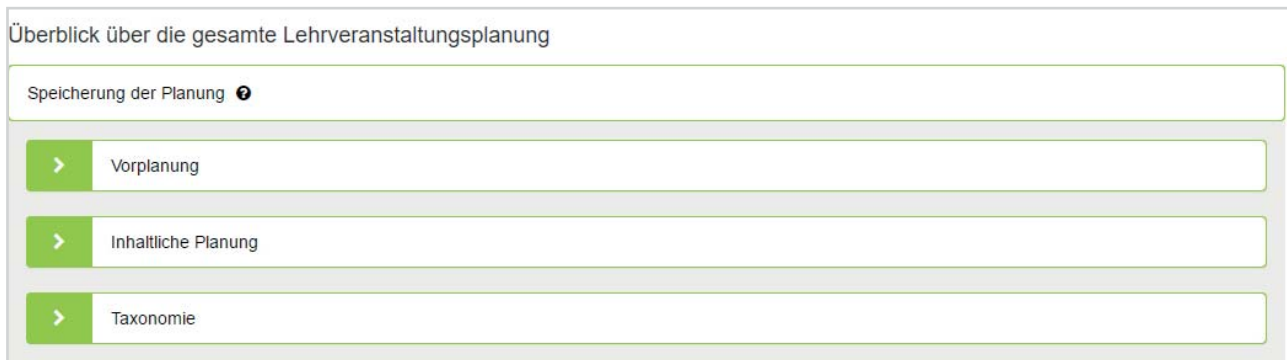 Überblick über die gesamte Lehrveranstaltungsplanung
Speicherung der Planung
Vorplanung
Inhaltliche Planung
Taxonomie